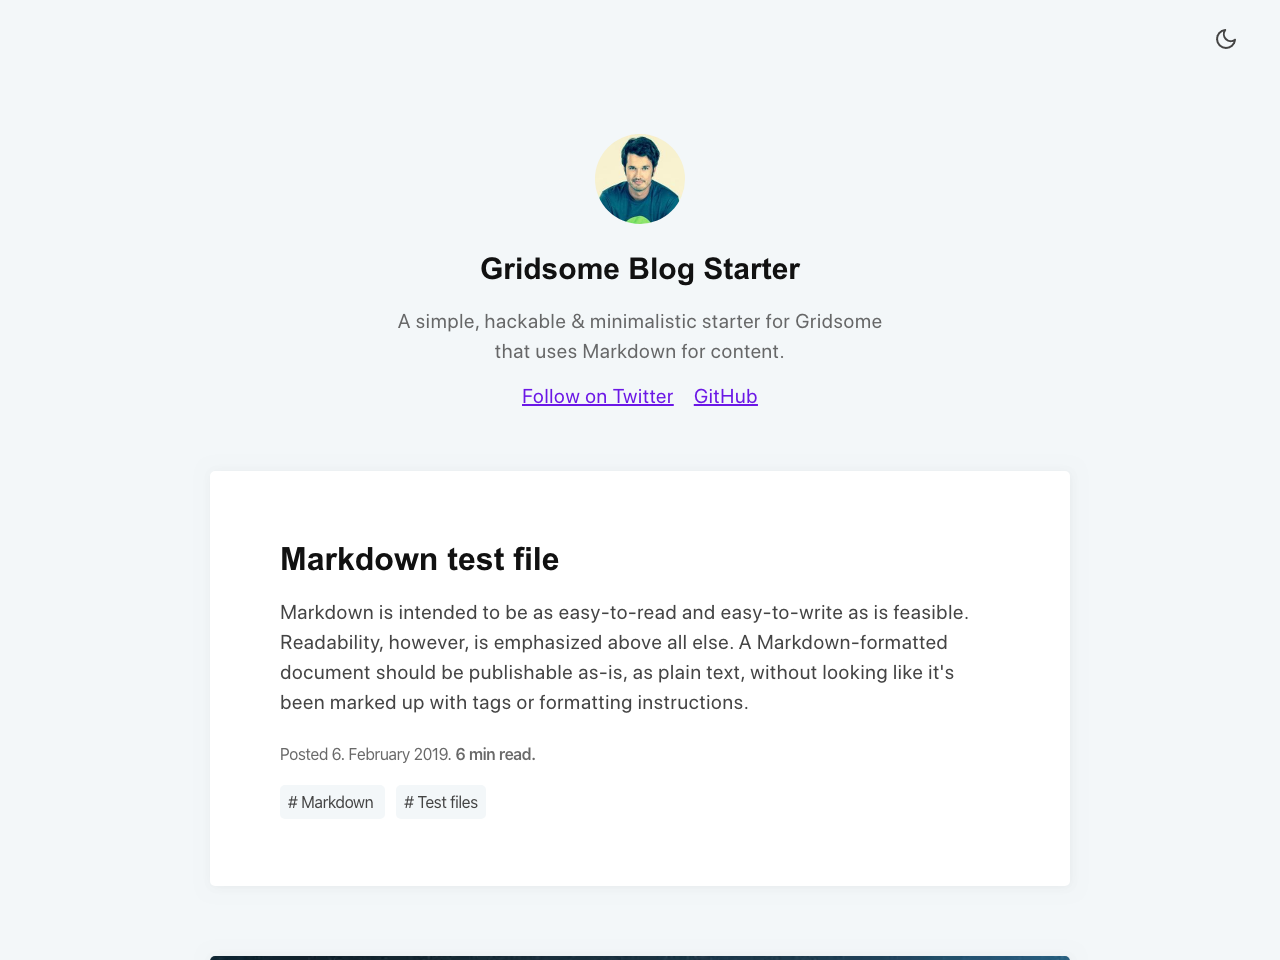 Gridsome Blog Starter
A simple, hackable & minimalistic starter for Gridsome
that uses Markdown for content.
Follow on Twitter GitHub
Markdown test file
Markdown is intended to be as easy-to-read and easy-to-write as is feasible.
Readability, however, is emphasized above all else. A Markdown-formatted
document should be publishable as-is, as plain text, without looking like it's
been marked up with tags or formatting instructions.
Posted 6. February 2019. 6 min read.
# Markdown # Test files